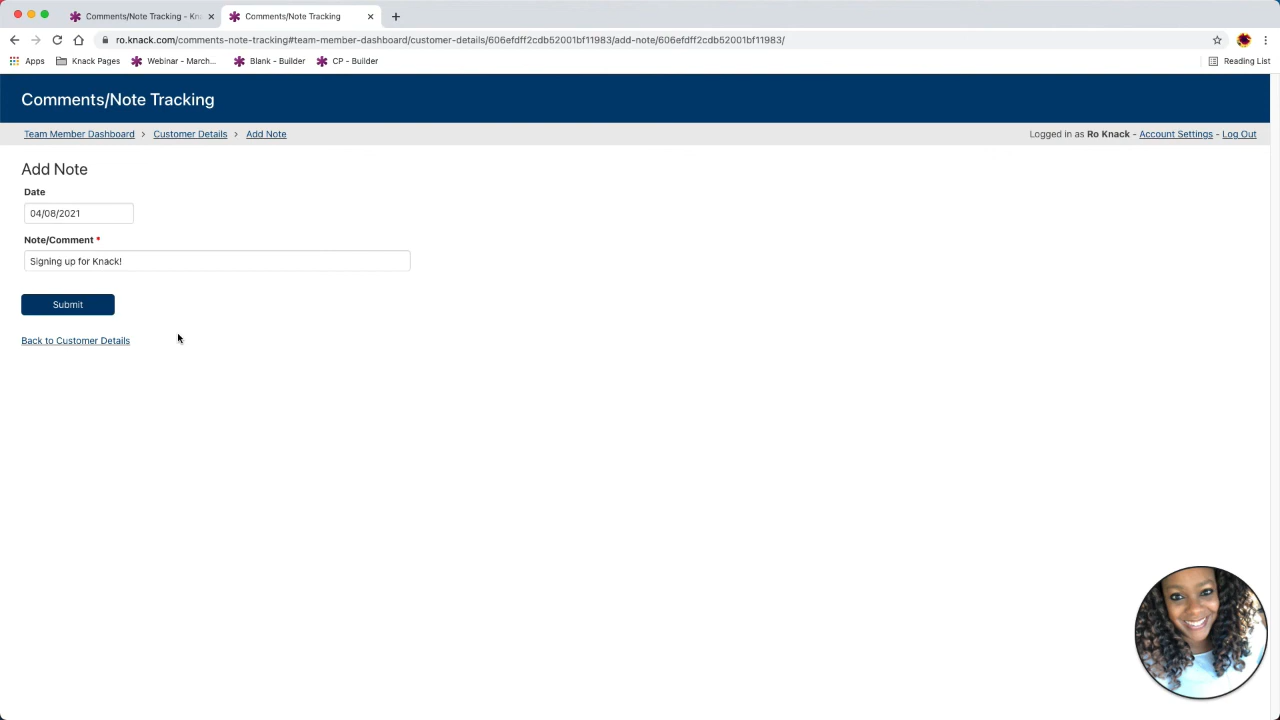 Comments/Note Tracking - Kn
Comments/Note Tracking
ro.knack.com/comments-note-tracking#team-member-dashboard/customer-details/606efdff2cdb52001bf11983/add-note/606efdff2cdb52001bf11983/
Apps Knack Pages Webinar - March... Blank - Builder CP - Builder Reading List
Comments/Note Tracking
Team Member Dashboard > Customer Details > Add Note Logged in as Ro Knack - Account Settings - Log Out
Add Note
Date
04/08/2021
Note/Comment *
Signing up for Knack!
Submit
Back to Customer Details